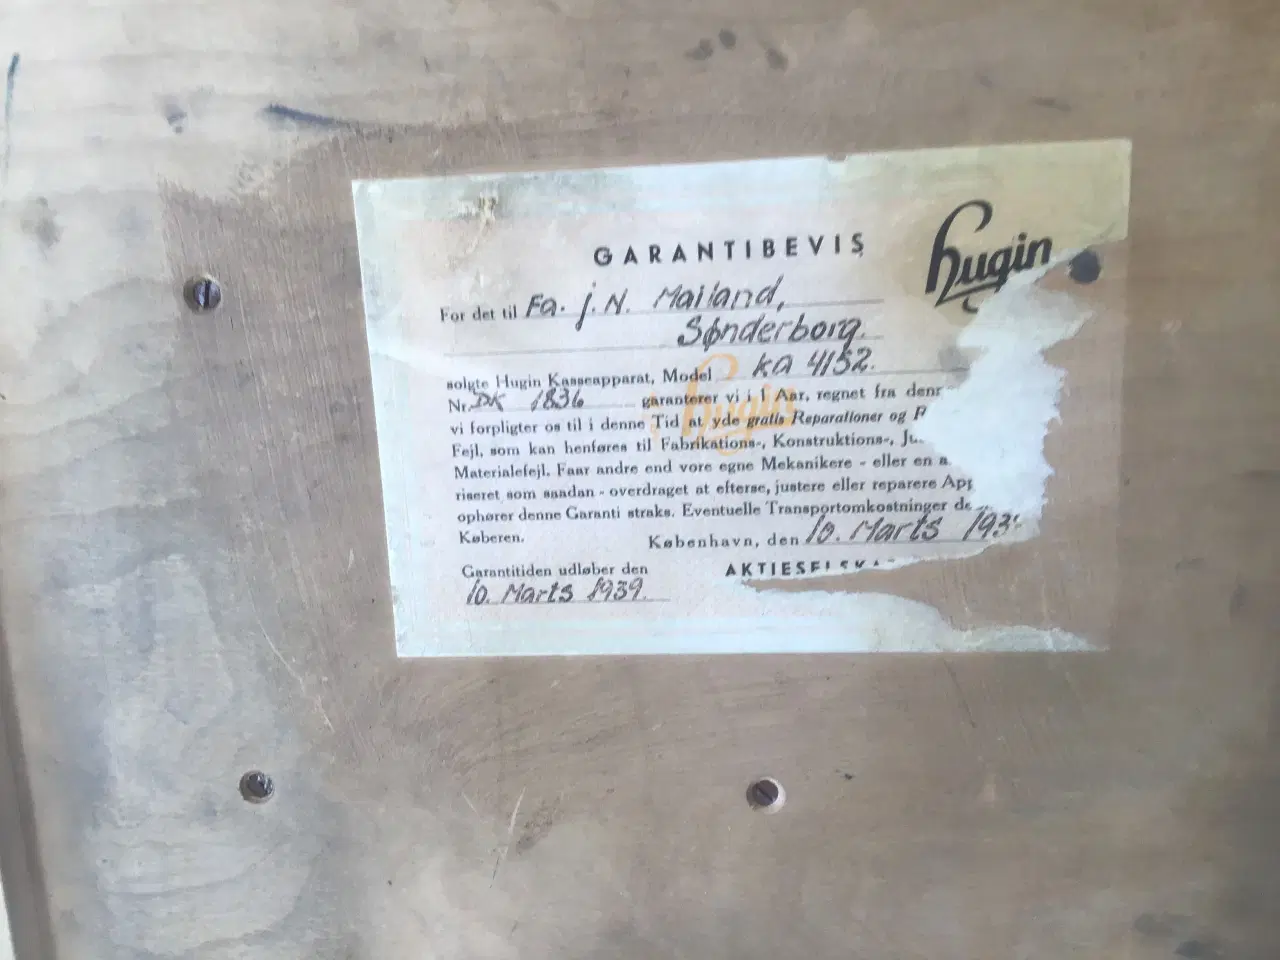 GARANTIBEVIS
hugin
For det til Fa. J. N. Mailand,
Sønderborg.
solgte Hugin Kasseapparat, Model KA 4152.
Nr. DK 1836 garanterer vi i 1 Aar, regnet fra
vi forpligter os til i denne Tid at yde gratis Reparationer og
Fejl, som kan henføres til Fabrikations-, Konstruktions-,
Materialefejl. Faar andre end vore egne Mekanikere - eller en
riseret som saadan - overdraget at efterse, justere eller reparere
ophører denne Garanti straks. Eventuelle Transportomkostninger
Køberen.
København, den 10. Marts 193
Garantitiden udløber den
10. Marts 1939.
hugin